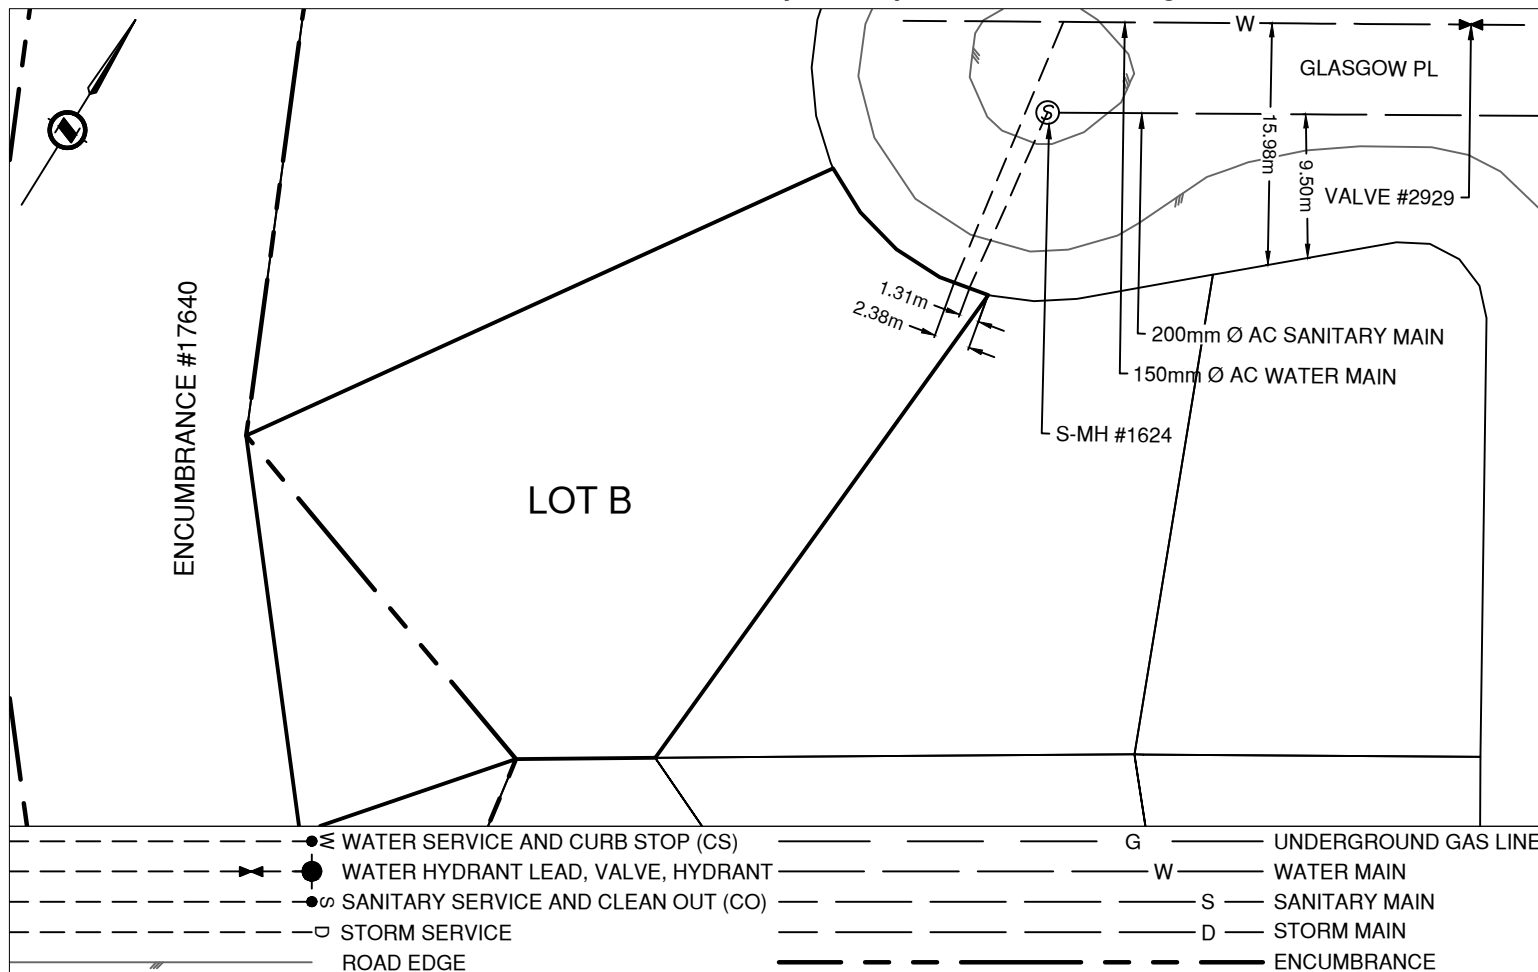 W
GLASGOW PL
S
15.98m
9.50m
VALVE #2929
1.31m
2.38m
ENCUMBRANCE #17640
200mm Ø AC SANITARY MAIN
150mm Ø AC WATER MAIN
S-MH #1624
LOT B
W WATER SERVICE AND CURB STOP (CS)
G UNDERGROUND GAS LINE
WATER HYDRANT LEAD, VALVE, HYDRANT
W WATER MAIN
S SANITARY SERVICE AND CLEAN OUT (CO)
S SANITARY MAIN
D STORM SERVICE
D STORM MAIN
ROAD EDGE
ENCUMBRANCE